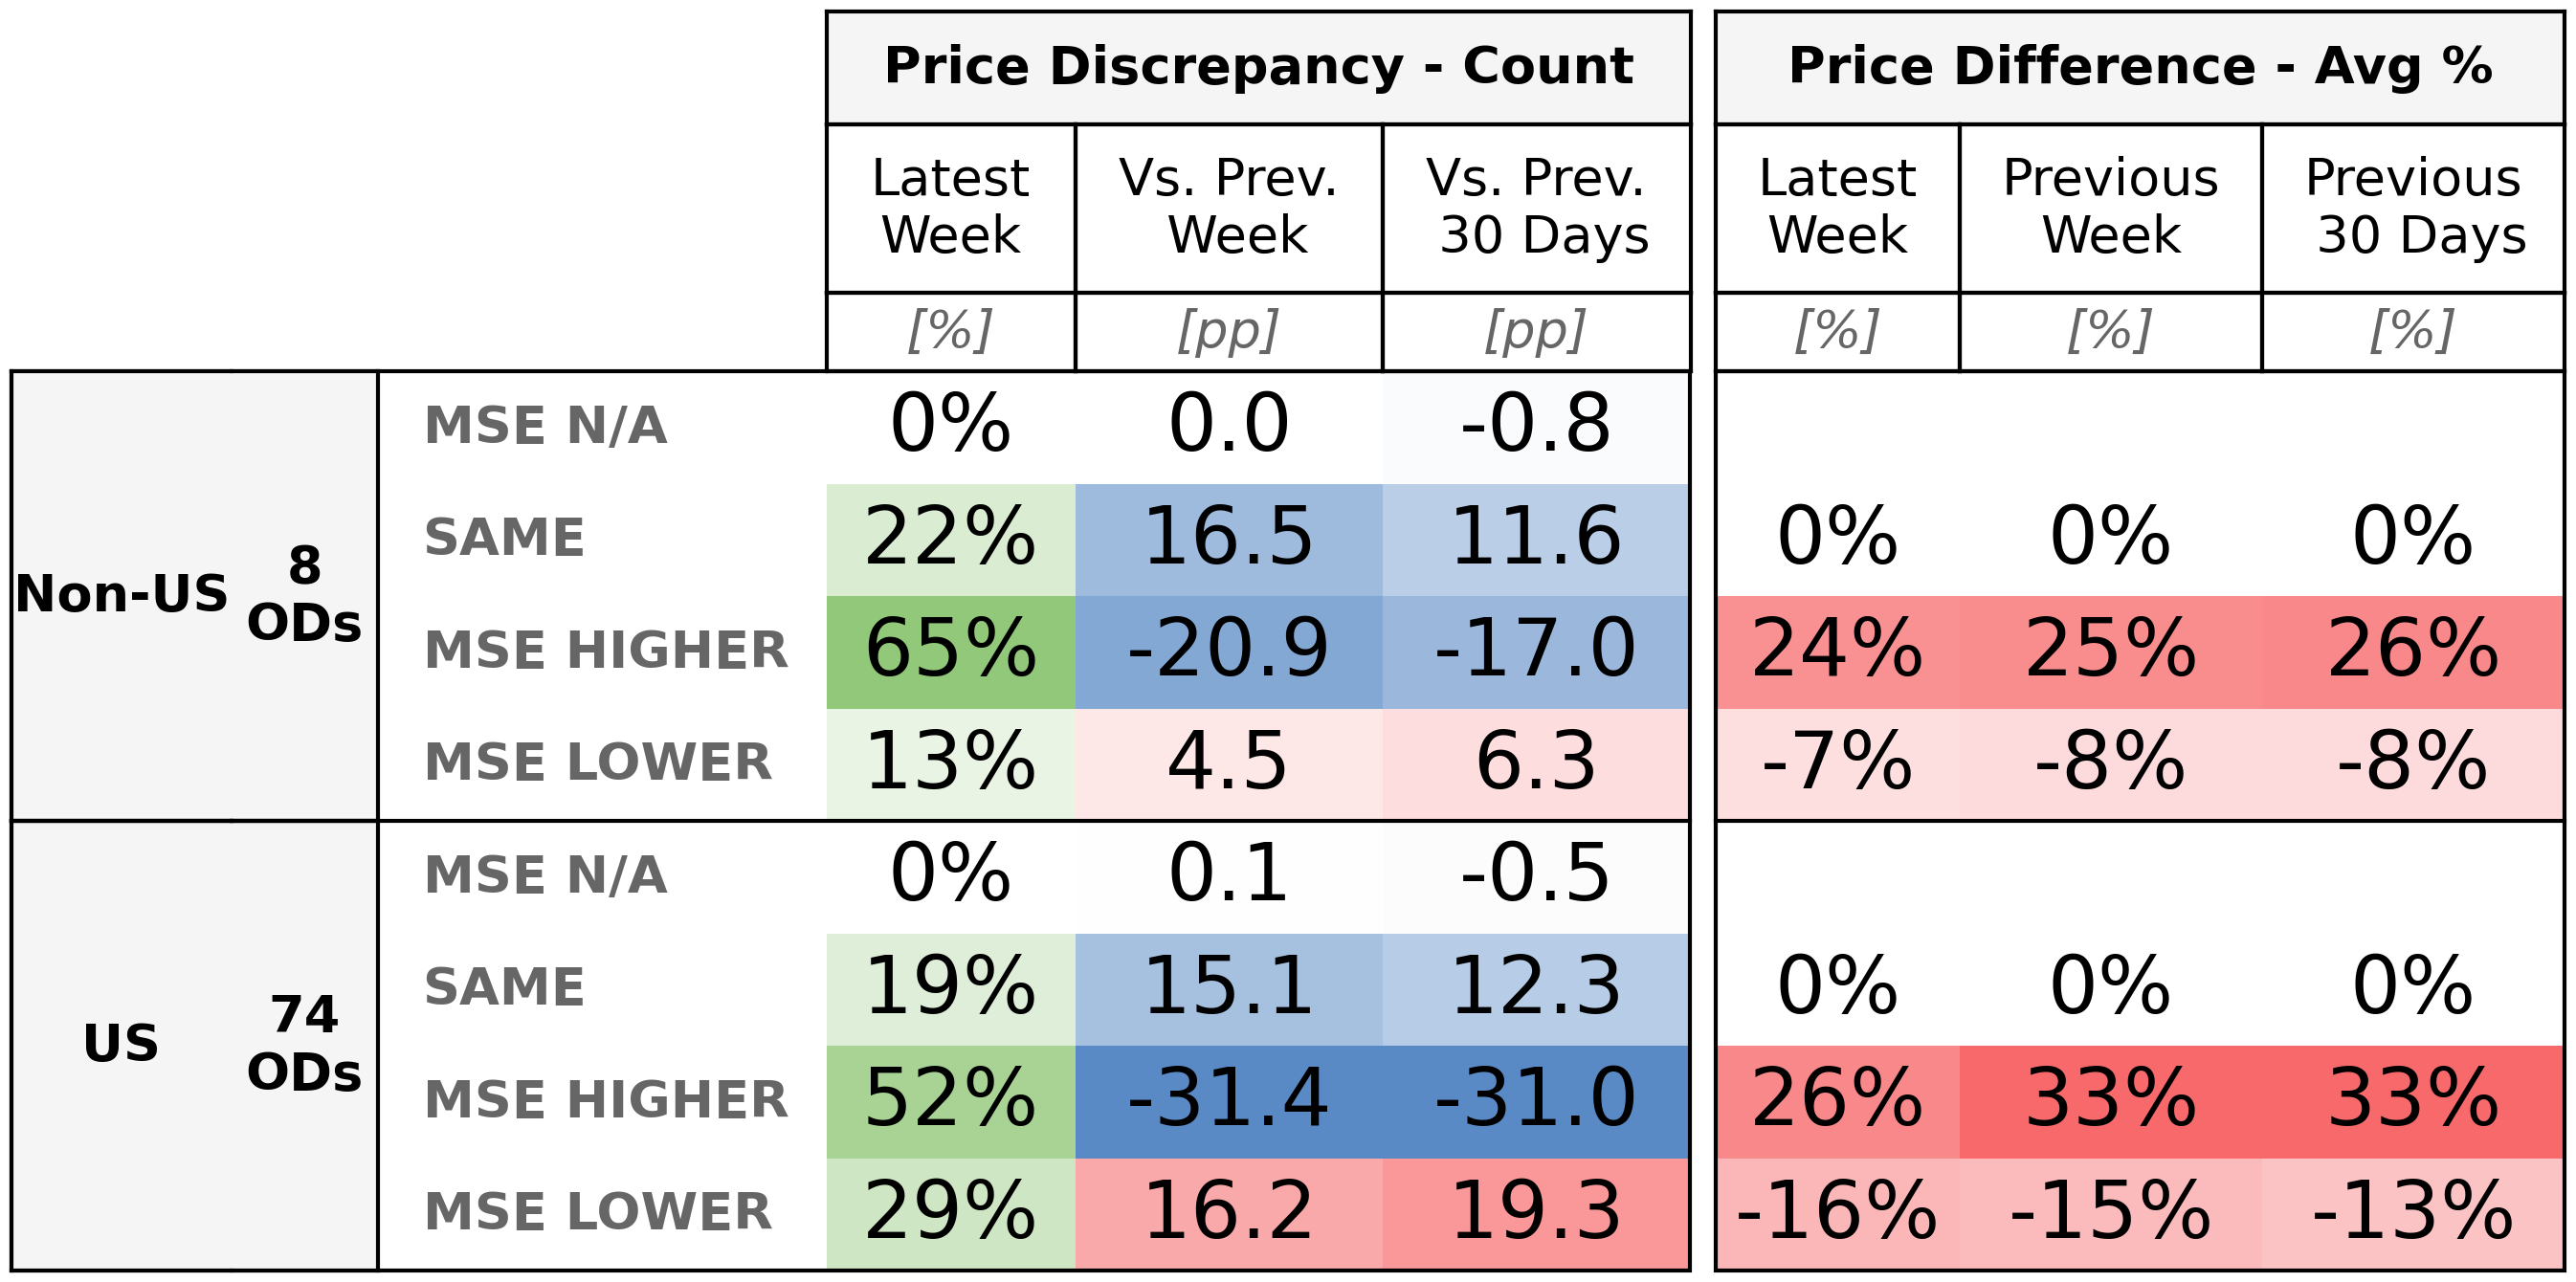 Price Discrepancy - Count Price Difference - Avg %
Latest Week Vs. Prev. Week Vs. Prev. 30 Days Latest Week Previous Week Previous 30 Days
[%] [pp] [pp] [%] [%] [%]
Non-US 8 ODs
MSE N/A 0% 0.0 -0.8
SAME 22% 16.5 11.6 0% 0% 0%
MSE HIGHER 65% -20.9 -17.0 24% 25% 26%
MSE LOWER 13% 4.5 6.3 -7% -8% -8%
US 74 ODs
MSE N/A 0% 0.1 -0.5
SAME 19% 15.1 12.3 0% 0% 0%
MSE HIGHER 52% -31.4 -31.0 26% 33% 33%
MSE LOWER 29% 16.2 19.3 -16% -15% -13%